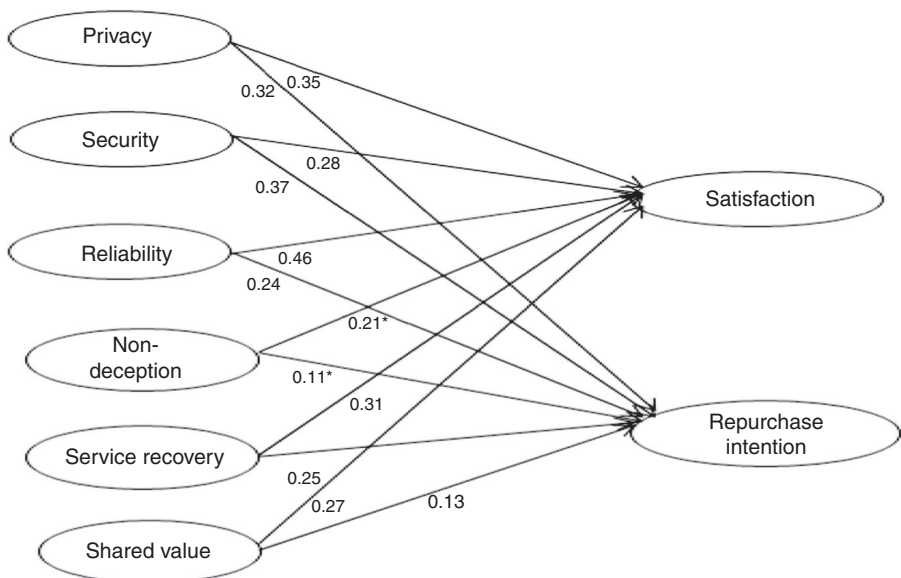 Privacy
0.35
0.32
Security
0.28
0.37
Satisfaction
Reliability
0.46
0.24
0.21*
Non-
deception
0.11*
0.31
Repurchase
intention
Service recovery
0.25
0.27
0.13
Shared value